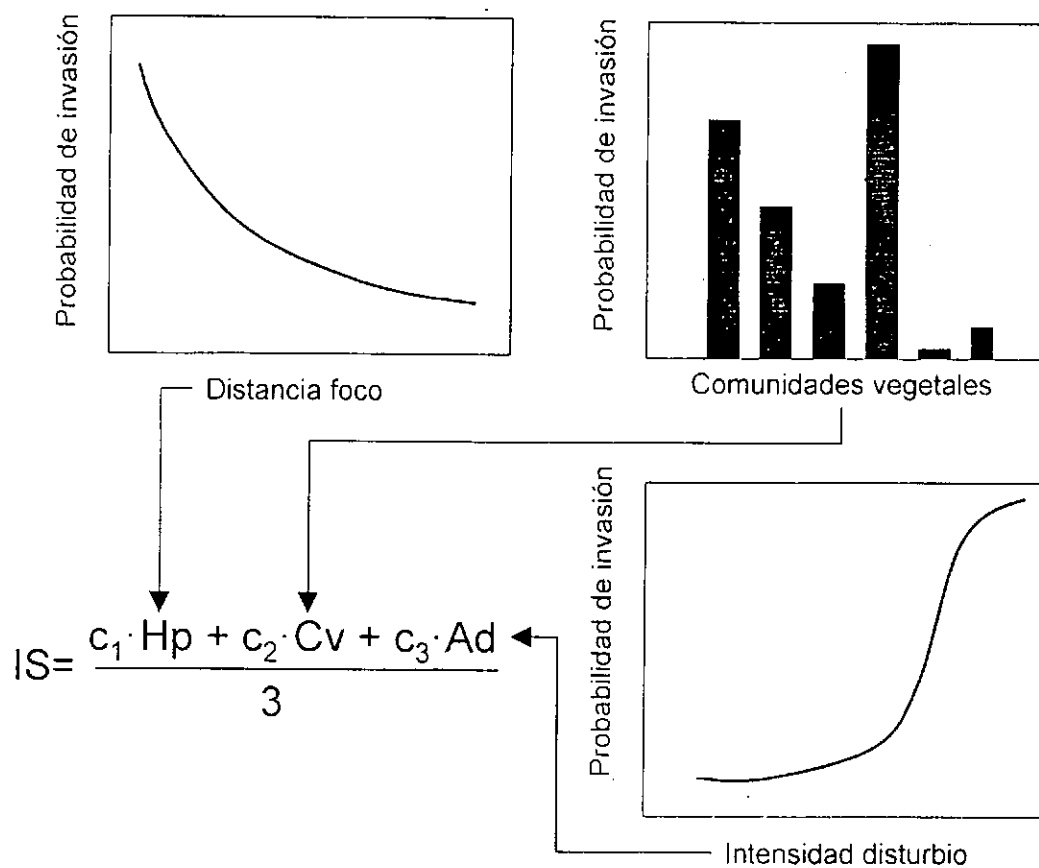 Probabilidad de invasión
Distancia foco
Probabilidad de invasión
Comunidades vegetales
Probabilidad de invasión
Intensidad disturbio
IS= c₁·Hp + c₂·Cv + c₃·Ad
3